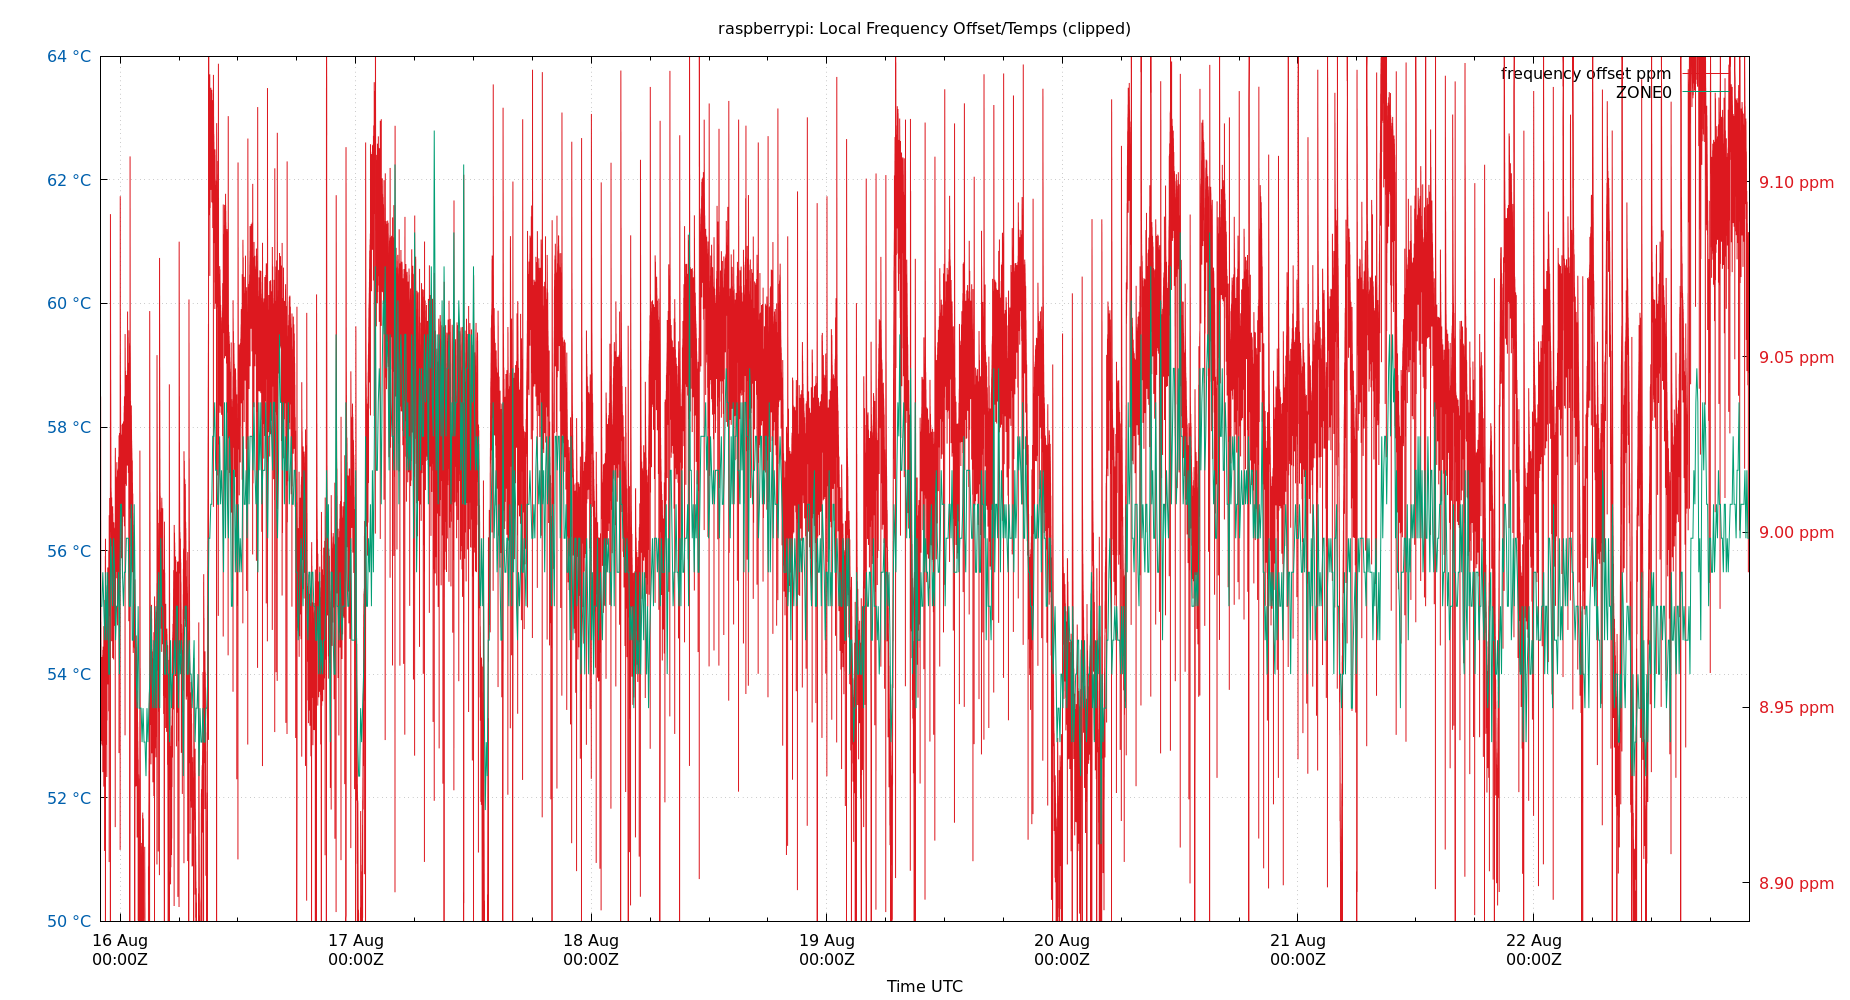 raspberrypi: Local Frequency Offset/Temps (clipped)
frequency offset ppm
ZONE0
64 °C
62 °C
60 °C
58 °C
56 °C
54 °C
52 °C
50 °C
9.10 ppm
9.05 ppm
9.00 ppm
8.95 ppm
8.90 ppm
16 Aug 17 Aug 18 Aug 19 Aug 20 Aug 21 Aug 22 Aug
00:00Z 00:00Z 00:00Z 00:00Z 00:00Z 00:00Z 00:00Z
Time UTC